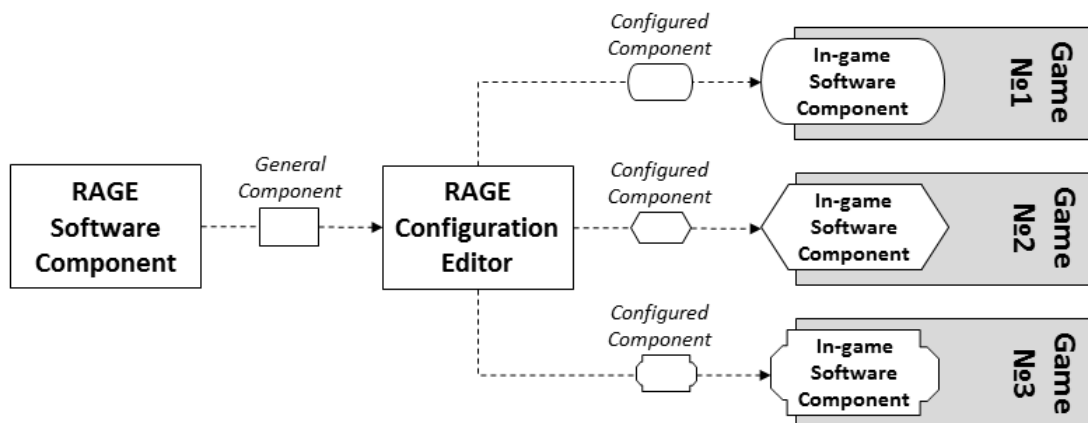 RAGE
Software
Component
General
Component
RAGE
Configuration
Editor
Configured
Component
In-game
Software
Component
Game
№1
Configured
Component
In-game
Software
Component
Game
№2
Configured
Component
In-game
Software
Component
Game
№3